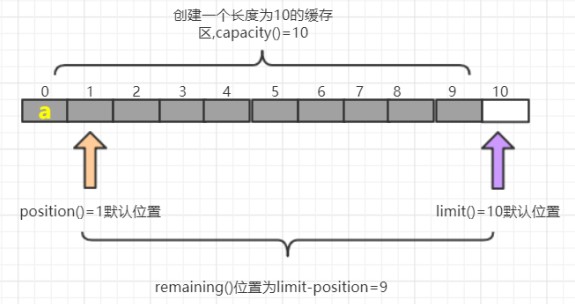 创建一个长度为10的缓存
区,capacity()=10
0 1 2 3 4 5 6 7 8 9 10
a
position()=1默认位置 limit()=10默认位置
remaining()位置为limit-position=9